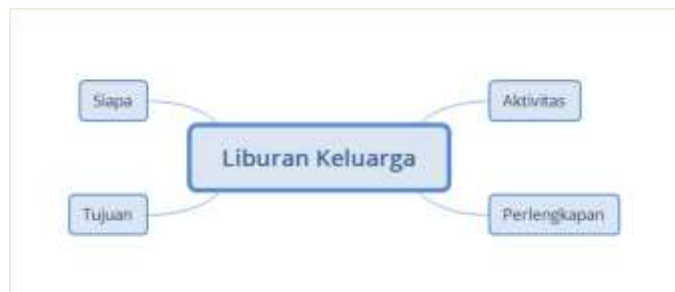 Siapa
Aktivitas
Liburan Keluarga
Tujuan
Perlengkapan